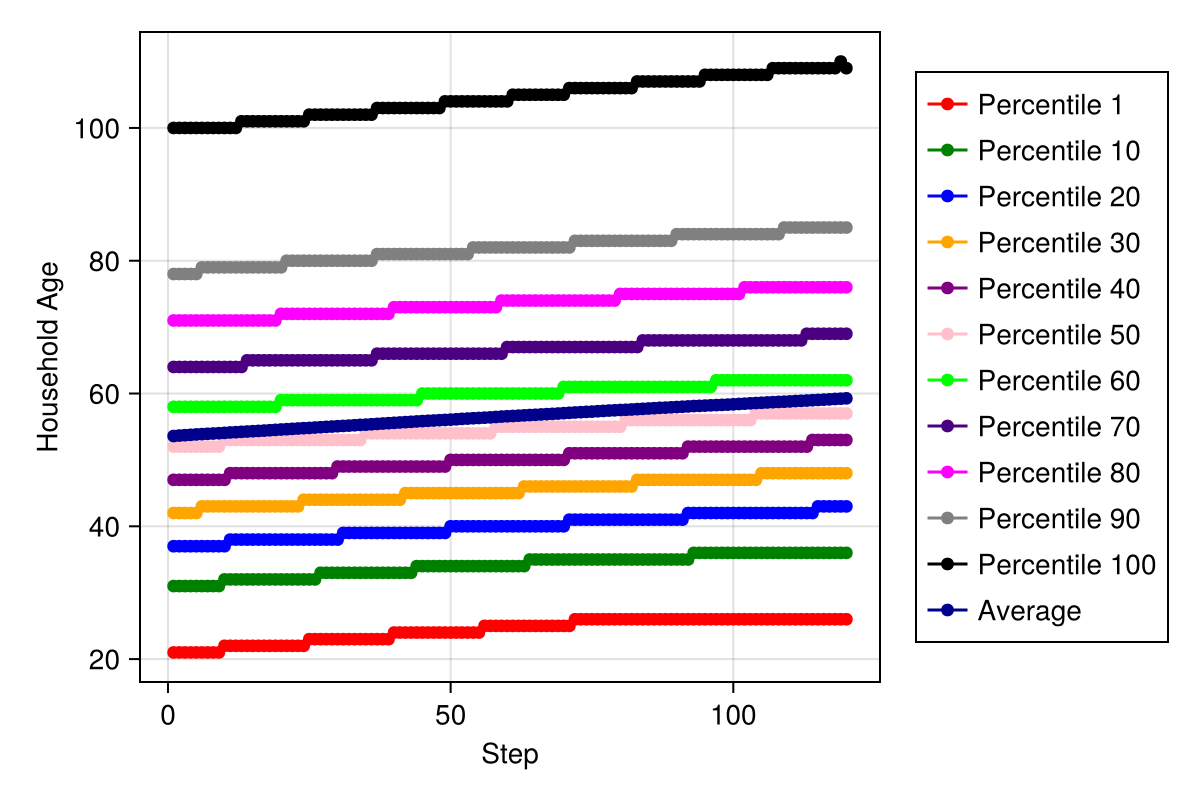 100
80
60
40
20
Household Age
0
50
100
Step
Percentile 1
Percentile 10
Percentile 20
Percentile 30
Percentile 40
Percentile 50
Percentile 60
Percentile 70
Percentile 80
Percentile 90
Percentile 100
Average